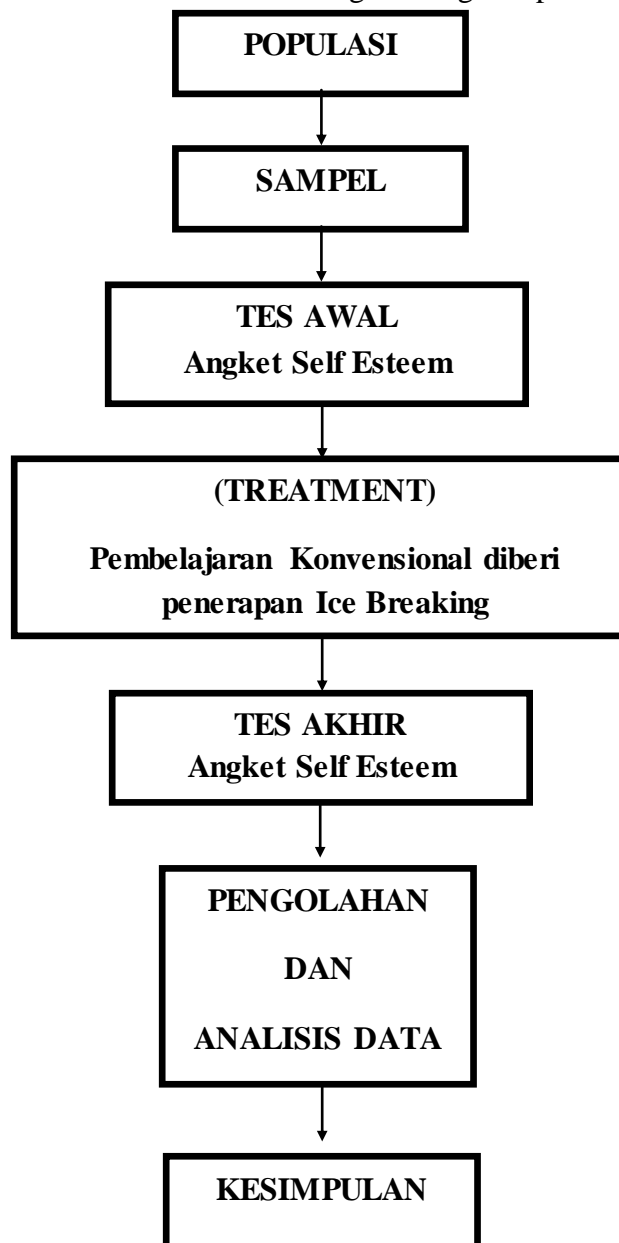 POPULASI
SAMPEL
TES AWAL
Angket Self Esteem
(TREATMENT)
Pembelajaran Konvensional diberi
penerapan Ice Breaking
TES AKHIR
Angket Self Esteem
PENGOLAHAN
DAN
ANALISIS DATA
KESIMPULAN